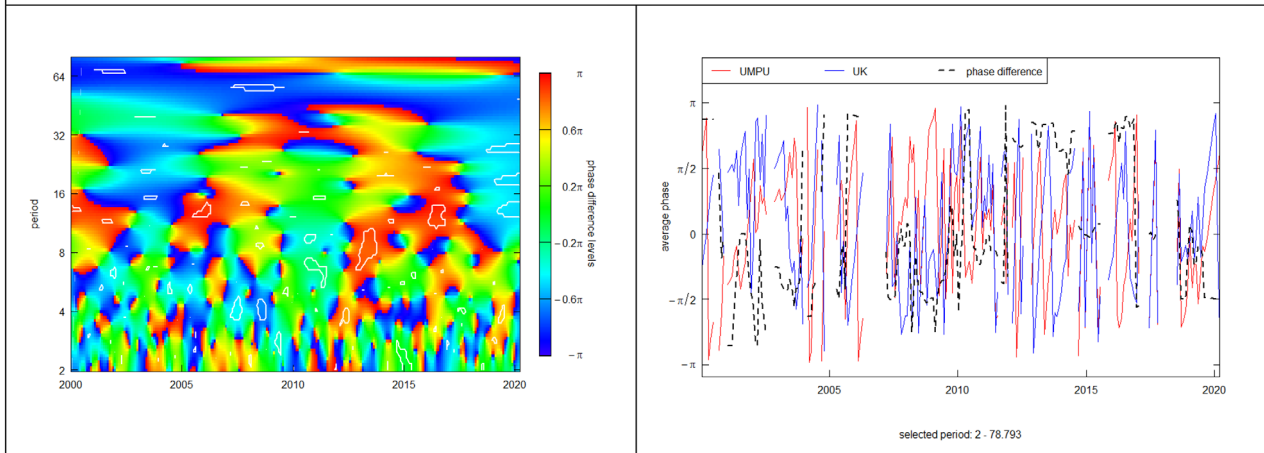 64
32
16
8
4
2
period
2000
2005
2010
2015
2020
π
0.6π
0.2π
-0.2π
-0.6π
-π
phase difference levels
UMPU
UK
phase difference
π
π/2
0
-π/2
-π
average phase
2005
2010
2015
2020
selected period: 2 - 78.793